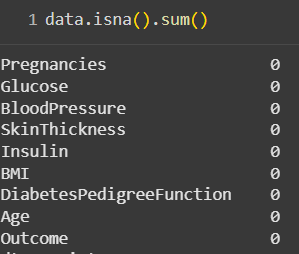 1 data.isna().sum()
Pregnancies 0
Glucose 0
BloodPressure 0
SkinThickness 0
Insulin 0
BMI 0
DiabetesPedigreeFunction 0
Age 0
Outcome 0